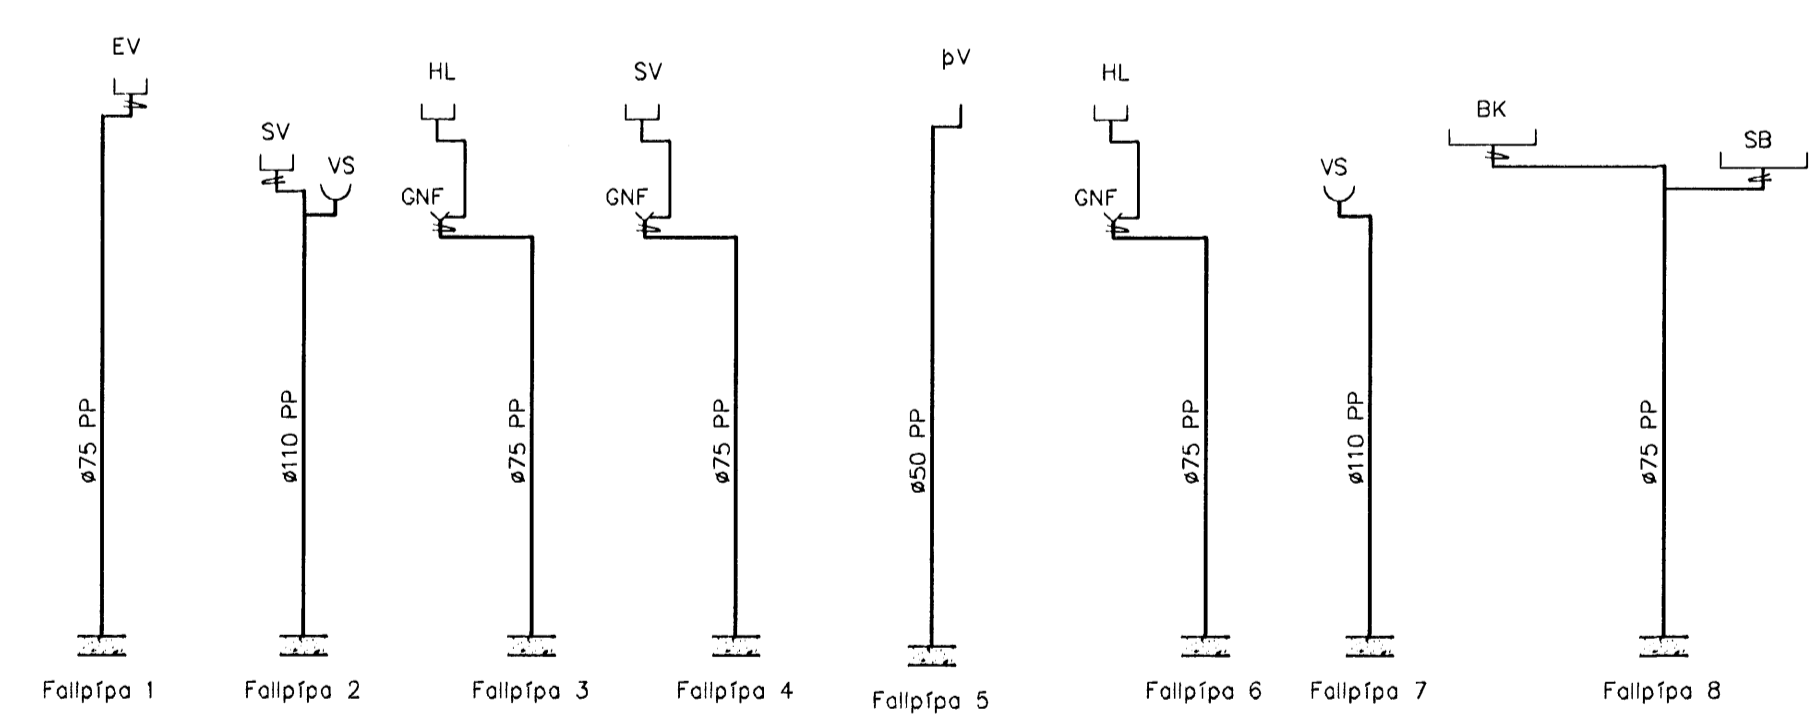 EV
SV
VS
HL
GNF
SV
GNF
þV
HL
GNF
VS
BK
SB
ø75 PP
ø110 PP
ø75 PP
ø75 PP
ø50 PP
ø75 PP
ø110 PP
ø75 PP
Fallpípa 1
Fallpípa 2
Fallpípa 3
Fallpípa 4
Fallpípa 5
Fallpípa 6
Fallpípa 7
Fallpípa 8